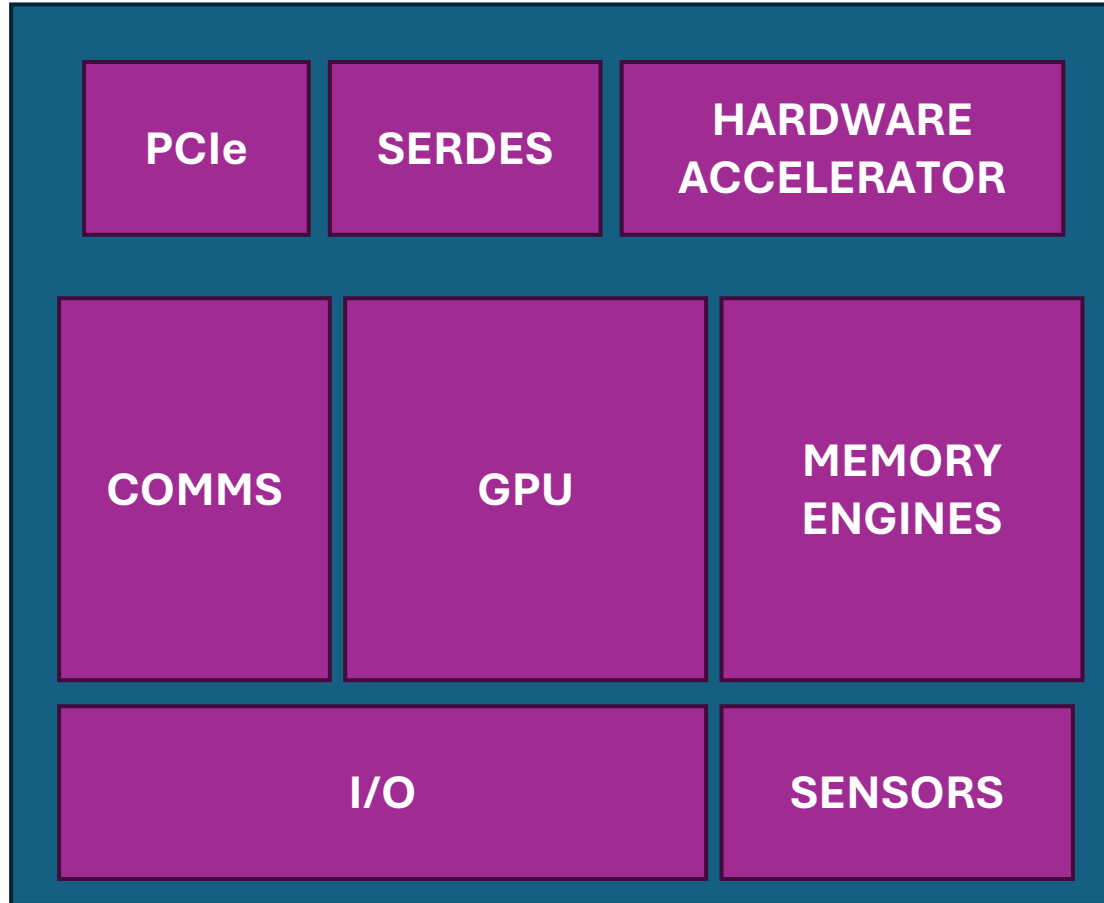 PCIe
SERDES
HARDWARE
ACCELERATOR
COMMS
GPU
MEMORY
ENGINES
I/O
SENSORS